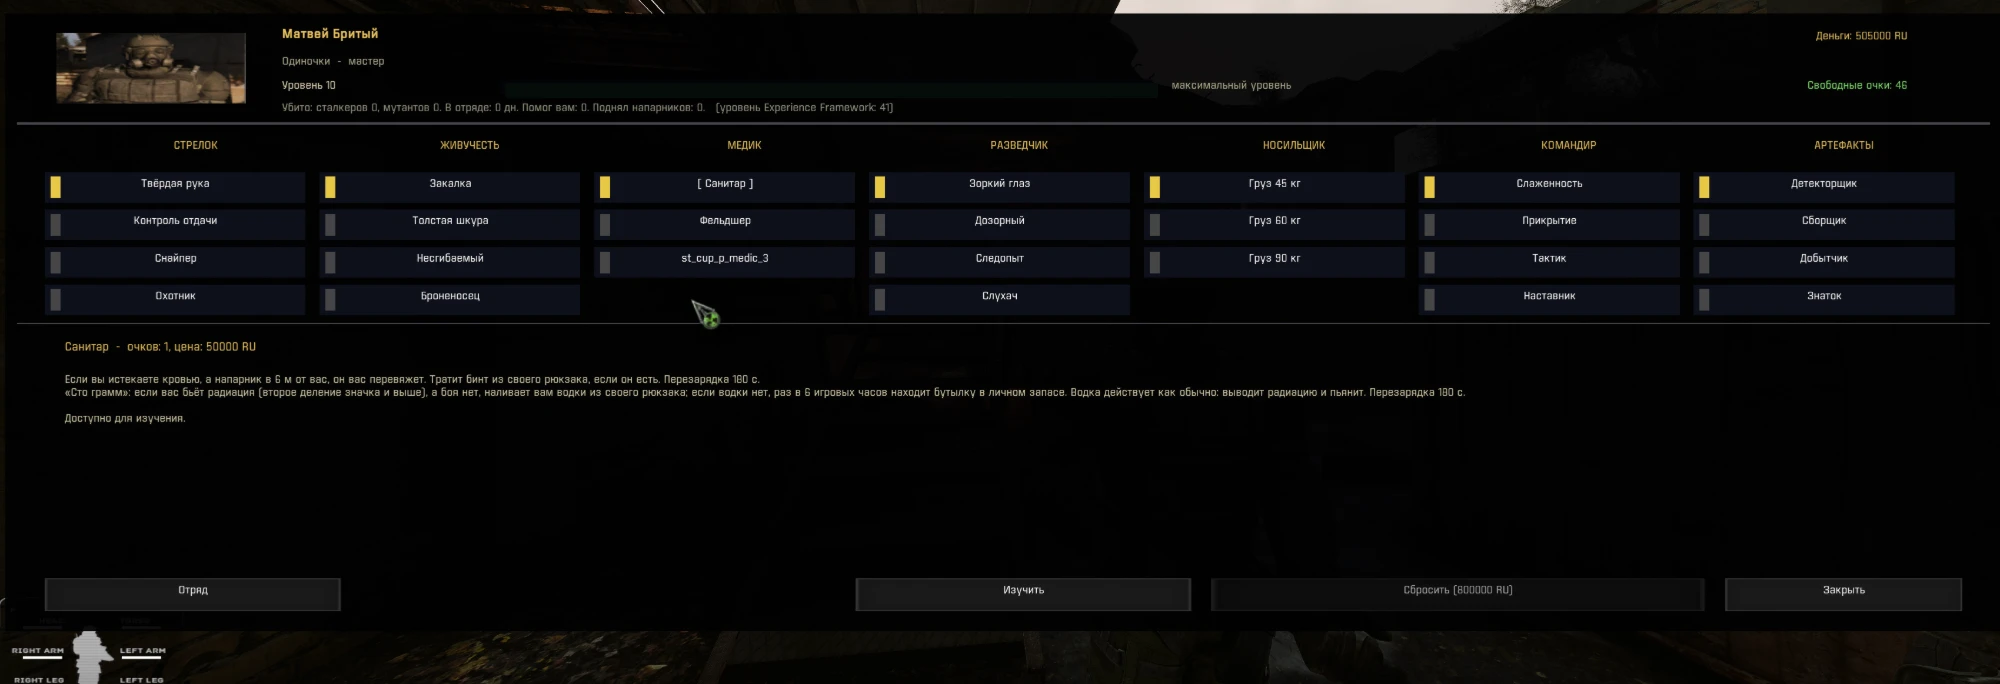 Матвей Бритый
Деньги: 505000 RU
Одиночки - мастер
Уровень 10
максимальный уровень
Свободные очки: 46
Убито: сталкеров 0, мутантов 0. В отряде: 0 дн. Помог вам: 0. Поднял напарников: 0. (уровень Experience Framework: 41)
СТРЕЛОК ЖИВУЧЕСТЬ МЕДИК РАЗВЕДЧИК НОСИЛЬЩИК КОМАНДИР АРТЕФАКТЫ
Твёрдая рука Закалка [ Санитар ] Зоркий глаз Груз 45 кг Слаженность Детекторщик
Контроль отдачи Толстая шкура Фельдшер Дозорный Груз 60 кг Прикрытие Сборщик
Снайпер Несгибаемый st_cup_p_medic_3 Следопыт Груз 90 кг Тактик Добытчик
Охотник Броненосец Слухач Наставник Знаток
Санитар - очков: 1, цена: 50000 RU
Если вы истекаете кровью, а напарник в 6 м от вас, он вас перевяжет. Тратит бинт из своего рюкзака, если он есть. Перезарядка 180 с.
«Сто грамм»: если вас бьёт радиация (второе деление значка и выше), а боя нет, наливает вам водки из своего рюкзака; если водки нет, раз в 6 игровых часов находит бутылку в личном запасе. Водка действует как обычно: выводит радиацию и пьянит. Перезарядка 180 с.
Доступно для изучения.
Отряд Изучить Сбросить (800000 RU) Закрыть
RIGHT ARM LEFT ARM
RIGHT LEG LEFT LEG